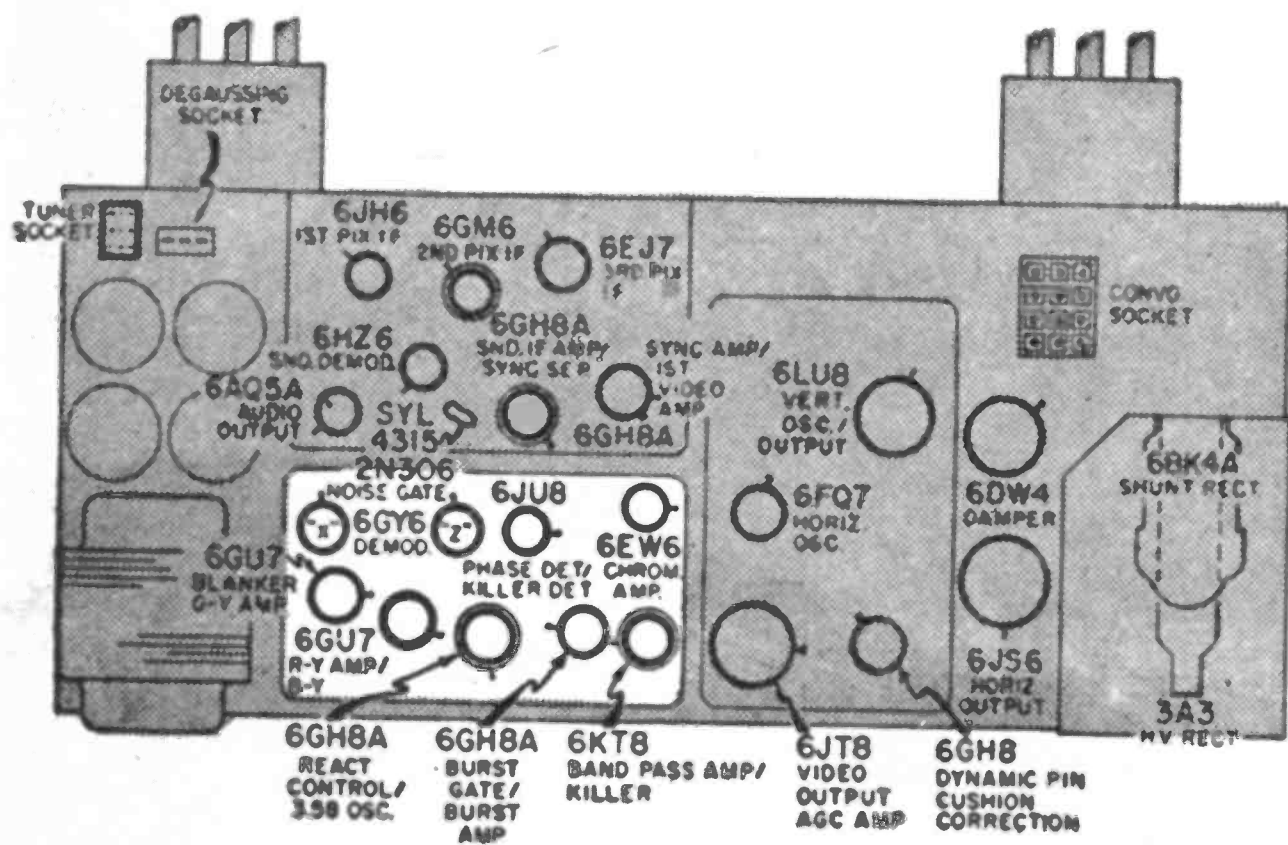 DEGAUSSING
SOCKET
TUNER
SOCKET
6JH6
1ST PIX IF
6GM6
2ND PIX IF
6EJ7
3RD PIX
IF
CONVO
SOCKET
6HZ6
SND. DEMOD.
6GH8A
SND. IF AMP/
SYNC SEP
SYNC AMP/
1ST
VIDEO
AMP
6GH8A
6AQ5A
AUDIO
OUTPUT
SYL
4315
2N306
NOISE GATE
6LU8
VERT.
OSC./
OUTPUT
6FQ7
HORIZ
OSC.
6DW4
DAMPER
6BK4A
SHUNT RECT
"X"
6GY6
DEMOD.
"Z"
6JU8
PHASE DET/
KILLER DET
6EW6
CHROM
AMP.
6GU7
BLANKER
G-Y AMP
6GU7
R-Y AMP/
B-Y
6JS6
HORIZ
OUTPUT
3A3
HV RECT
6GH8A
REACT
CONTROL/
3.58 OSC.
6GH8A
BURST
GATE/
BURST
AMP
6KT8
BAND PASS AMP/
KILLER
6JT8
VIDEO
OUTPUT
AGC AMP
6GH8
DYNAMIC PIN
CUSHION
CORRECTION